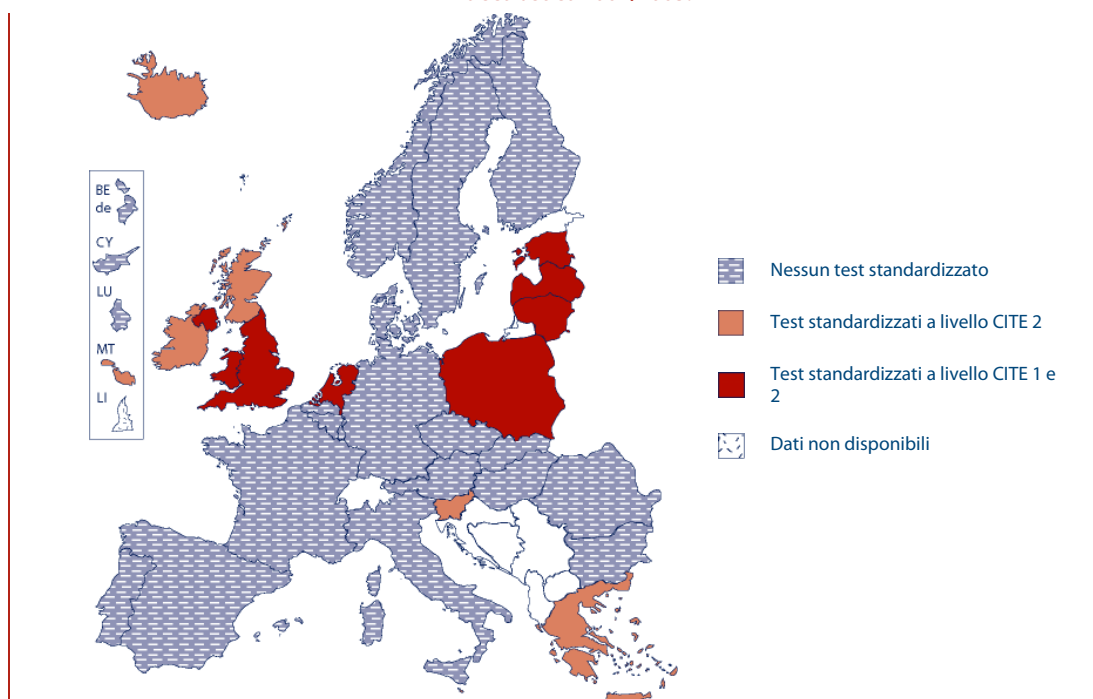 BE
de
CY
LU
MT
LI
Nessun test standardizzato
Test standardizzati a livello CITE 2
Test standardizzati a livello CITE 1 e
2
Dati non disponibili